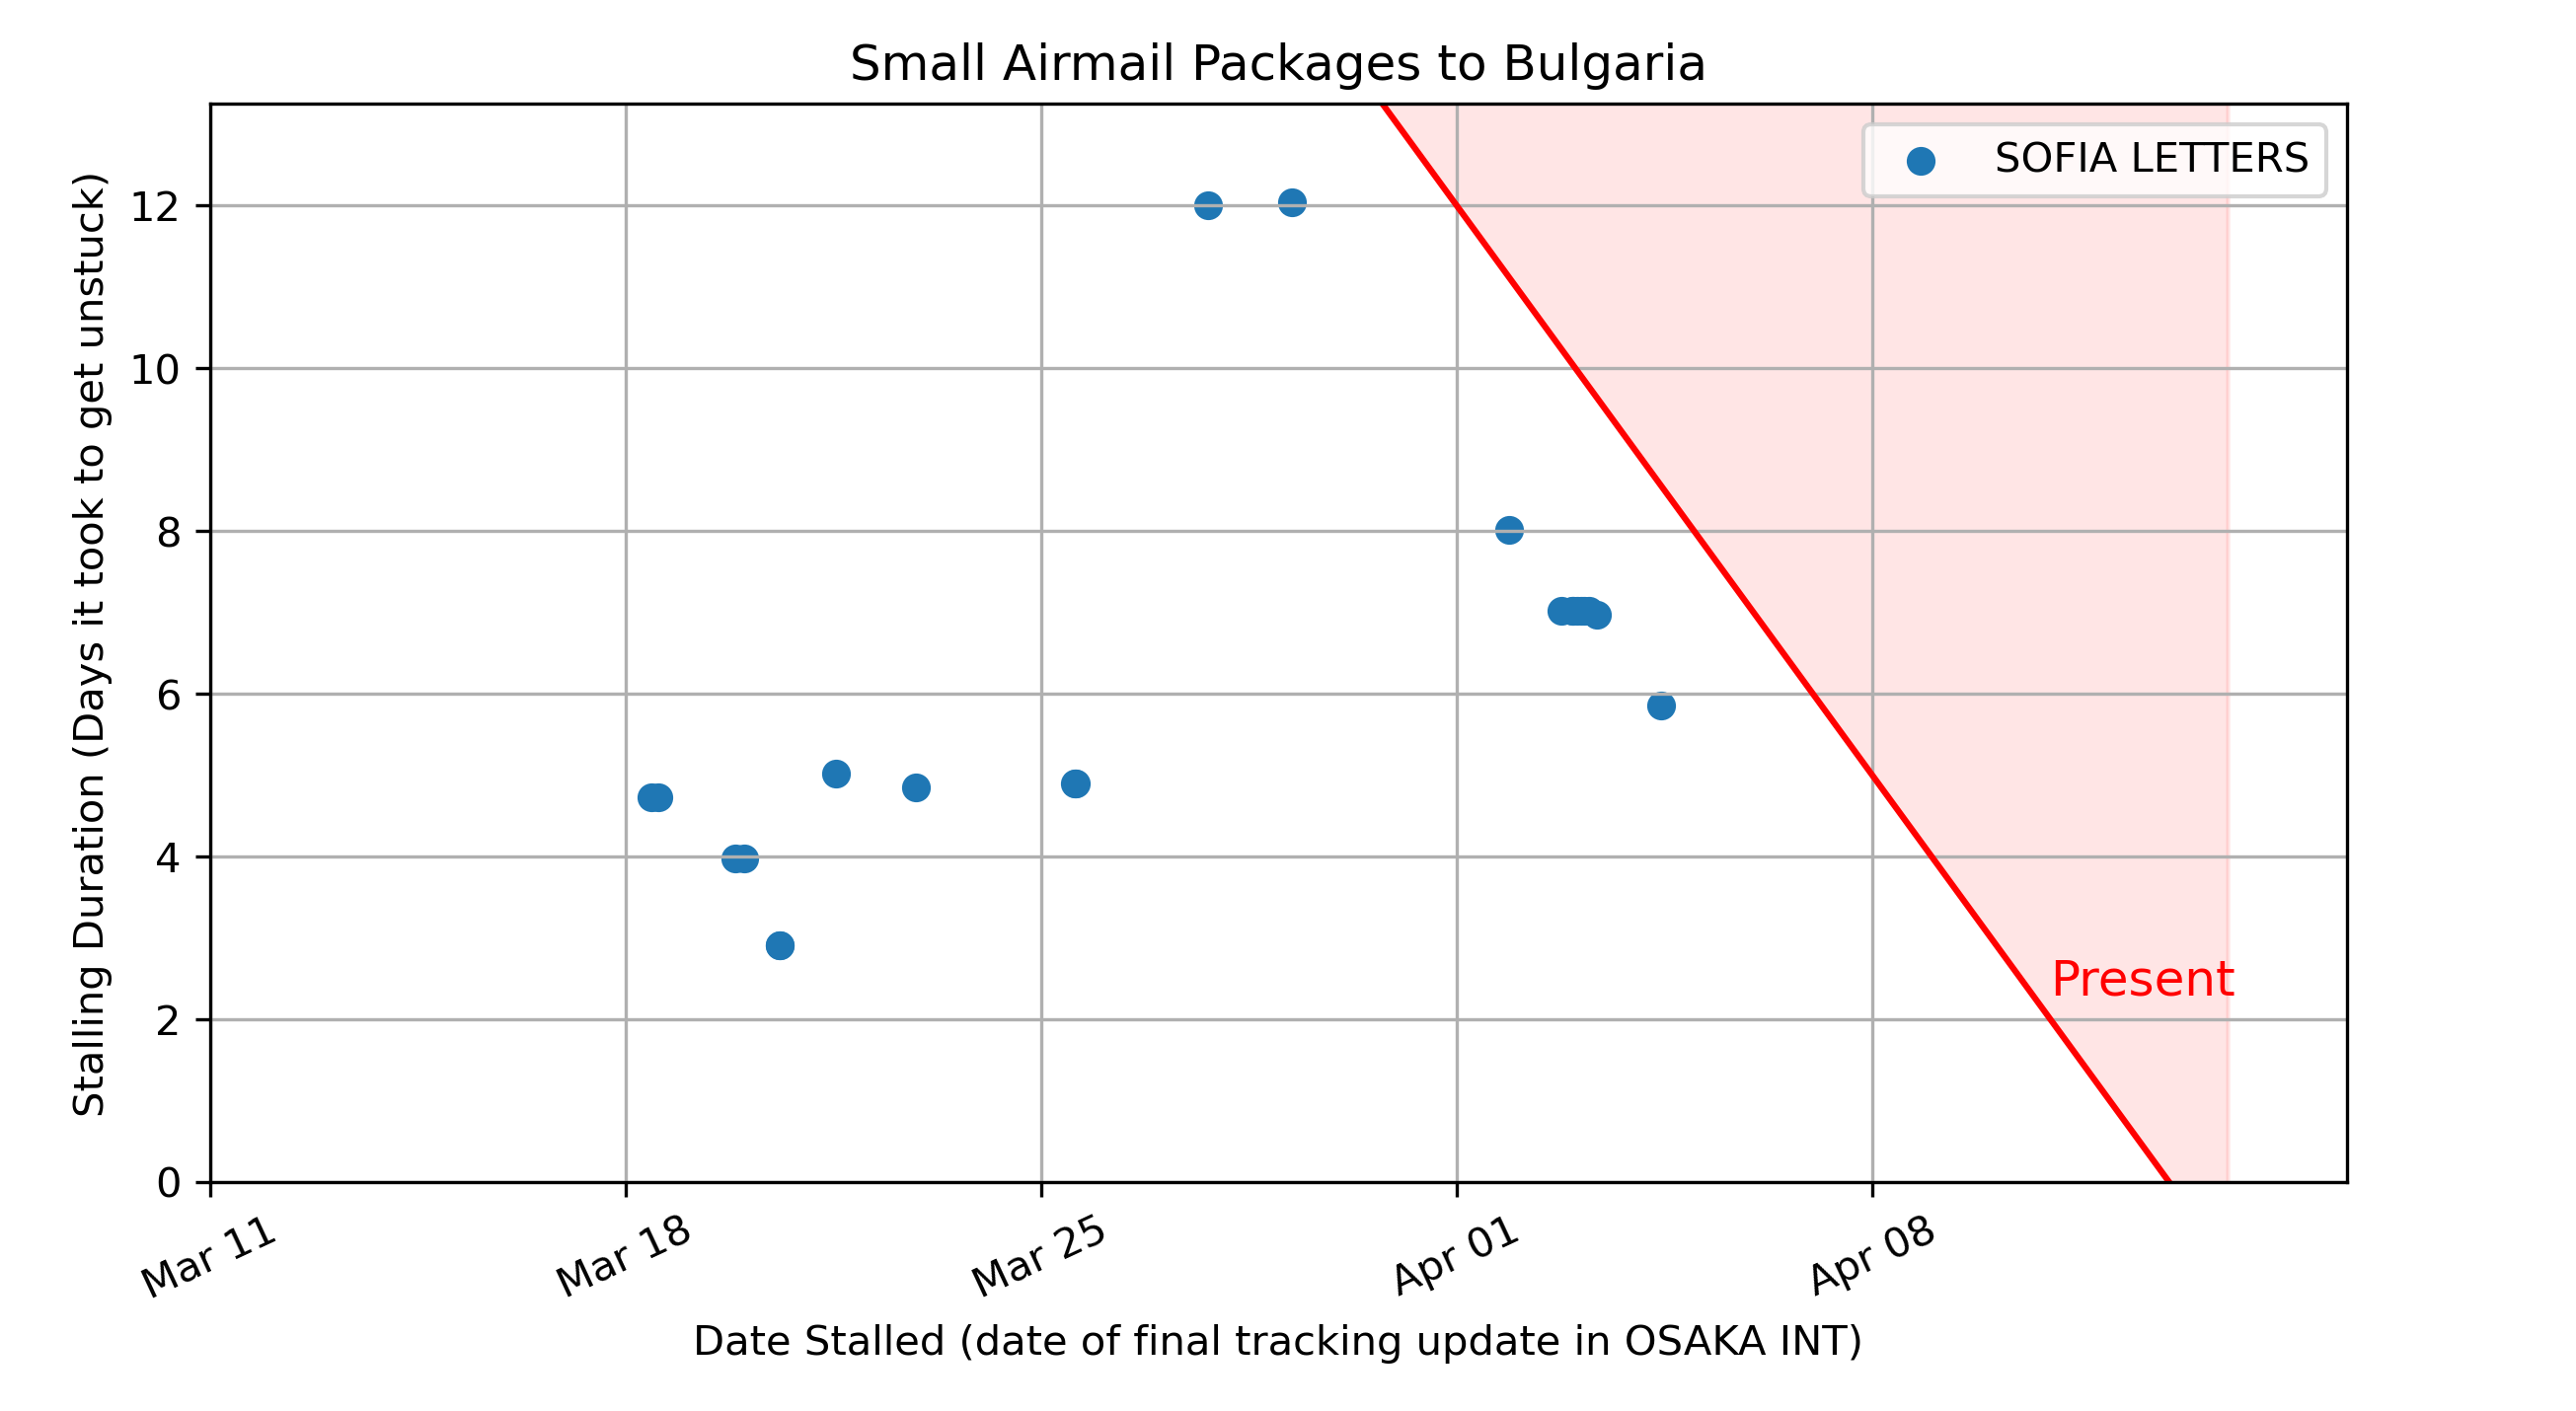 Small Airmail Packages to Bulgaria
SOFIA LETTERS
Stalling Duration (Days it took to get unstuck)
12
10
8
6
4
2
0
Present
Mar 11
Mar 18
Mar 25
Apr 01
Apr 08
Date Stalled (date of final tracking update in OSAKA INT)